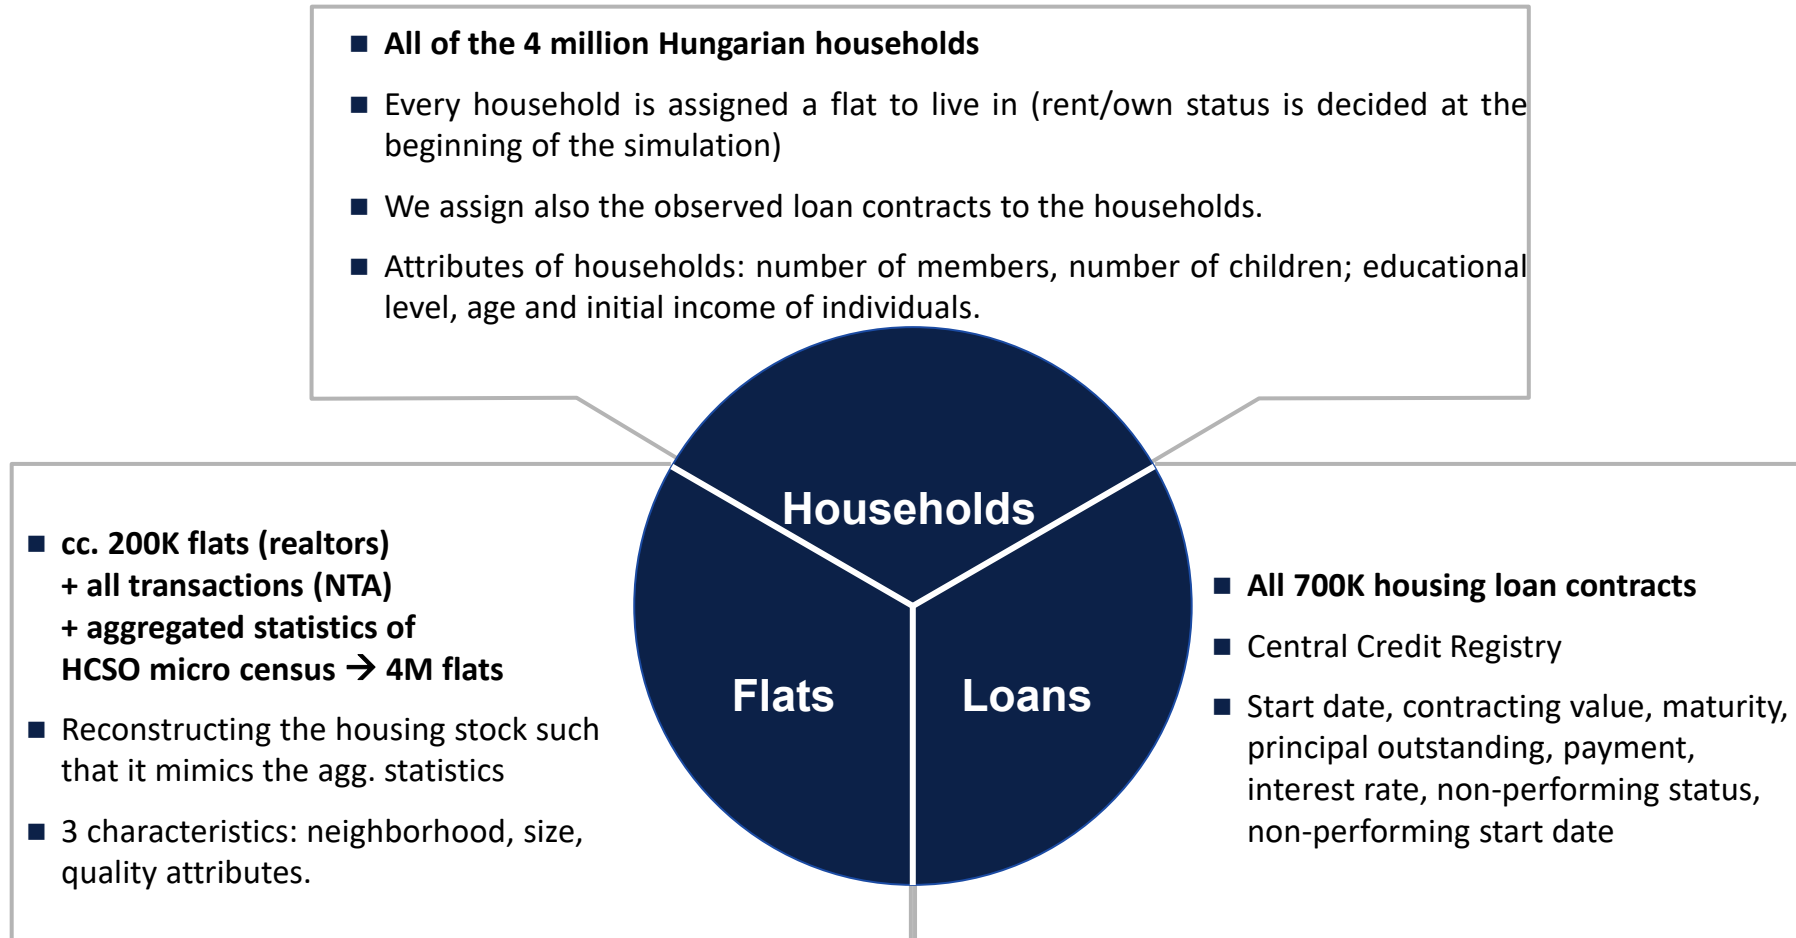 All of the 4 million Hungarian households
Every household is assigned a flat to live in (rent/own status is decided at the
beginning of the simulation)
We assign also the observed loan contracts to the households.
Attributes of households: number of members, number of children; educational
level, age and initial income of individuals.
Households
Flats
Loans
cc. 200K flats (realtors)
+ all transactions (NTA)
+ aggregated statistics of
HCSO micro census → 4M flats
Reconstructing the housing stock such
that it mimics the agg. statistics
3 characteristics: neighborhood, size,
quality attributes.
All 700K housing loan contracts
Central Credit Registry
Start date, contracting value, maturity,
principal outstanding, payment,
interest rate, non-performing status,
non-performing start date